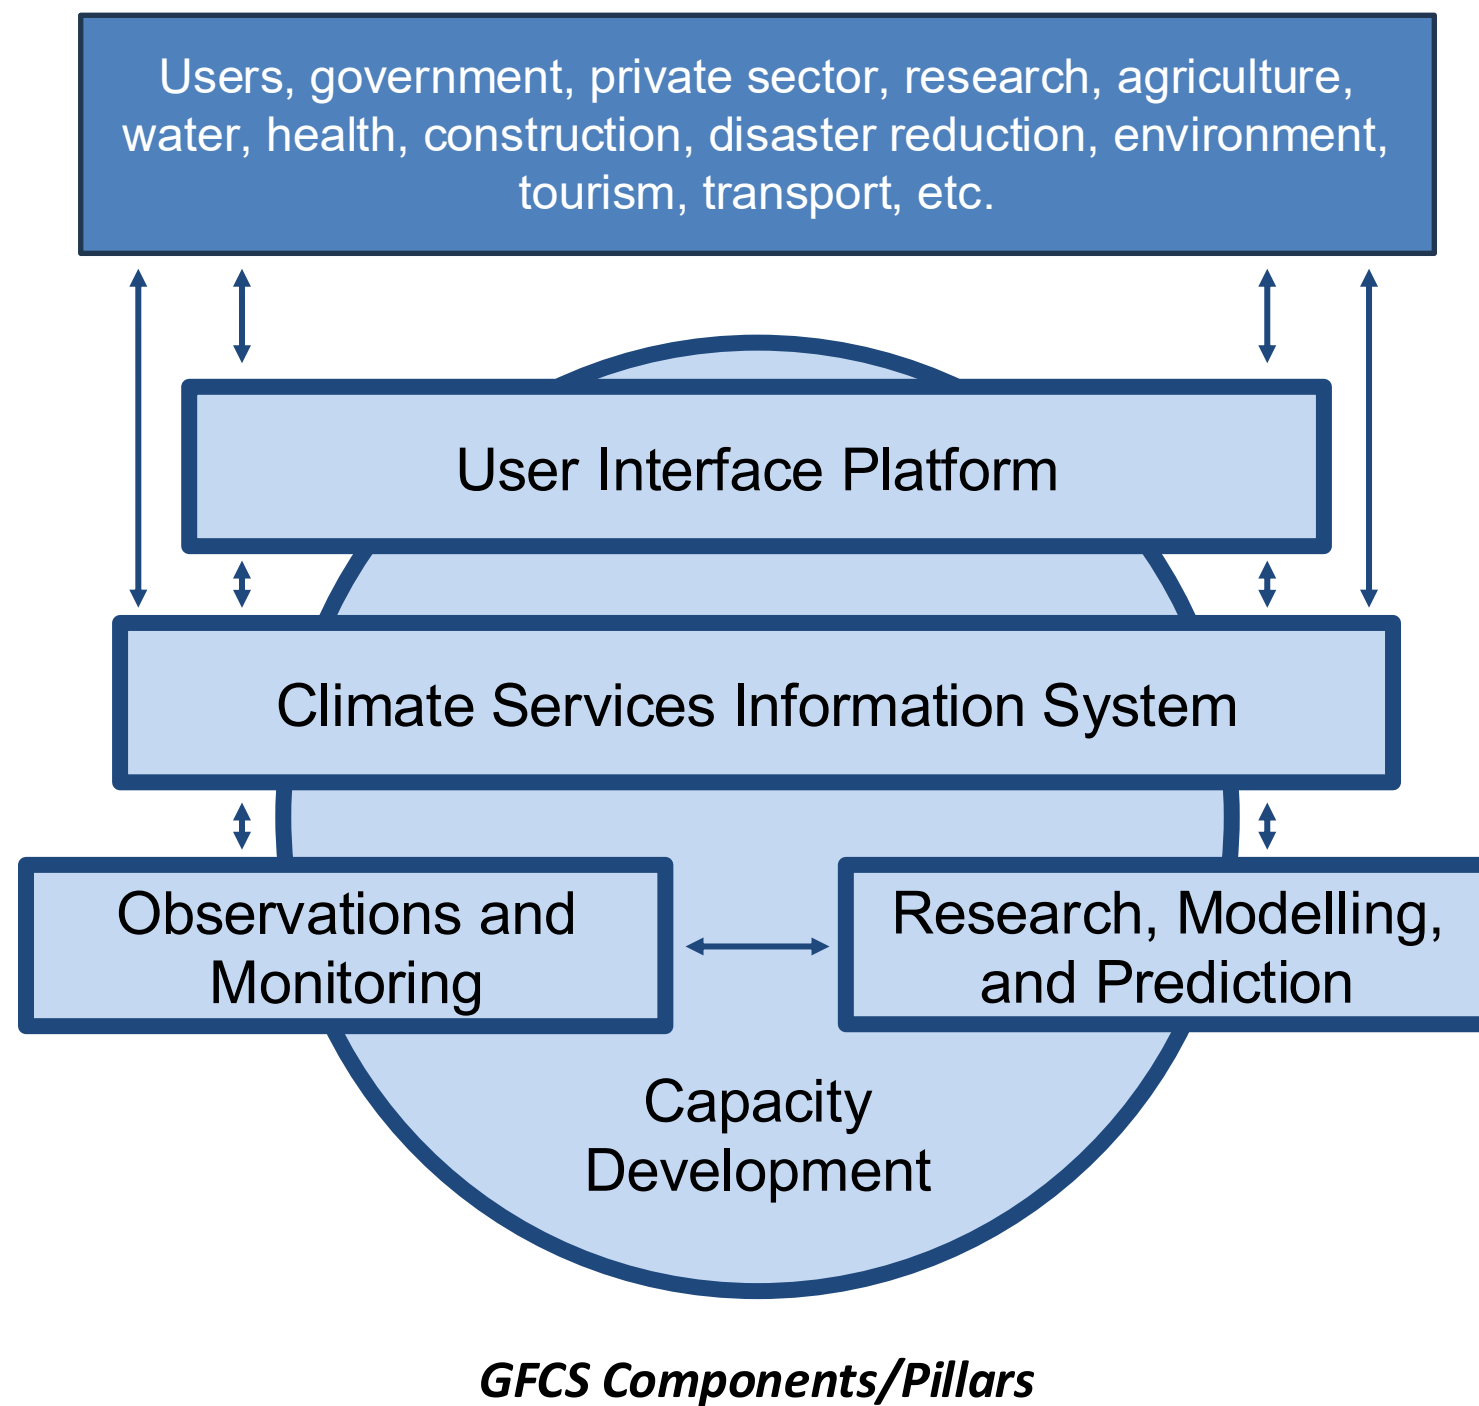 Users, government, private sector, research, agriculture,
water, health, construction, disaster reduction, environment,
tourism, transport, etc.
User Interface Platform
Climate Services Information System
Observations and
Monitoring
Research, Modelling,
and Prediction
Capacity
Development
GFCS Components/Pillars